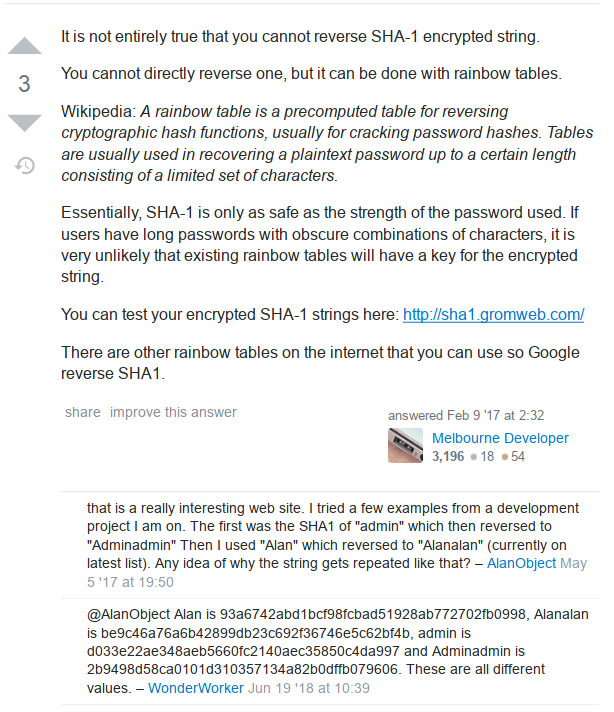 It is not entirely true that you cannot reverse SHA-1 encrypted string.
3
You cannot directly reverse one, but it can be done with rainbow tables.
Wikipedia: A rainbow table is a precomputed table for reversing
cryptographic hash functions, usually for cracking password hashes. Tables
are usually used in recovering a plaintext password up to a certain length
consisting of a limited set of characters.
Essentially, SHA-1 is only as safe as the strength of the password used. If
users have long passwords with obscure combinations of characters, it is
very unlikely that existing rainbow tables will have a key for the encrypted
string.
You can test your encrypted SHA-1 strings here: http://sha1.gromweb.com/
There are other rainbow tables on the internet that you can use so Google
reverse SHA1.
share improve this answer
answered Feb 9 '17 at 2:32
Melbourne Developer
3,196 18 54
that is a really interesting web site. I tried a few examples from a development
project I am on. The first was the SHA1 of "admin" which then reversed to
"Adminadmin" Then I used "Alan" which reversed to "Alanalan" (currently on
latest list). Any idea of why the string gets repeated like that? – AlanObject May
5 '17 at 19:50
@AlanObject Alan is 93a6742abd1bcf98fcbad51928ab772702fb0998, Alanalan
is be9c46a76a6b42899db23c692f36746e5c62bf4b, admin is
d033e22ae348aeb5660fc2140aec35850c4da997 and Adminadmin is
2b9498d58ca0101d310357134a82b0dffb079606. These are all different
values. – WonderWorker Jun 19 '18 at 10:39